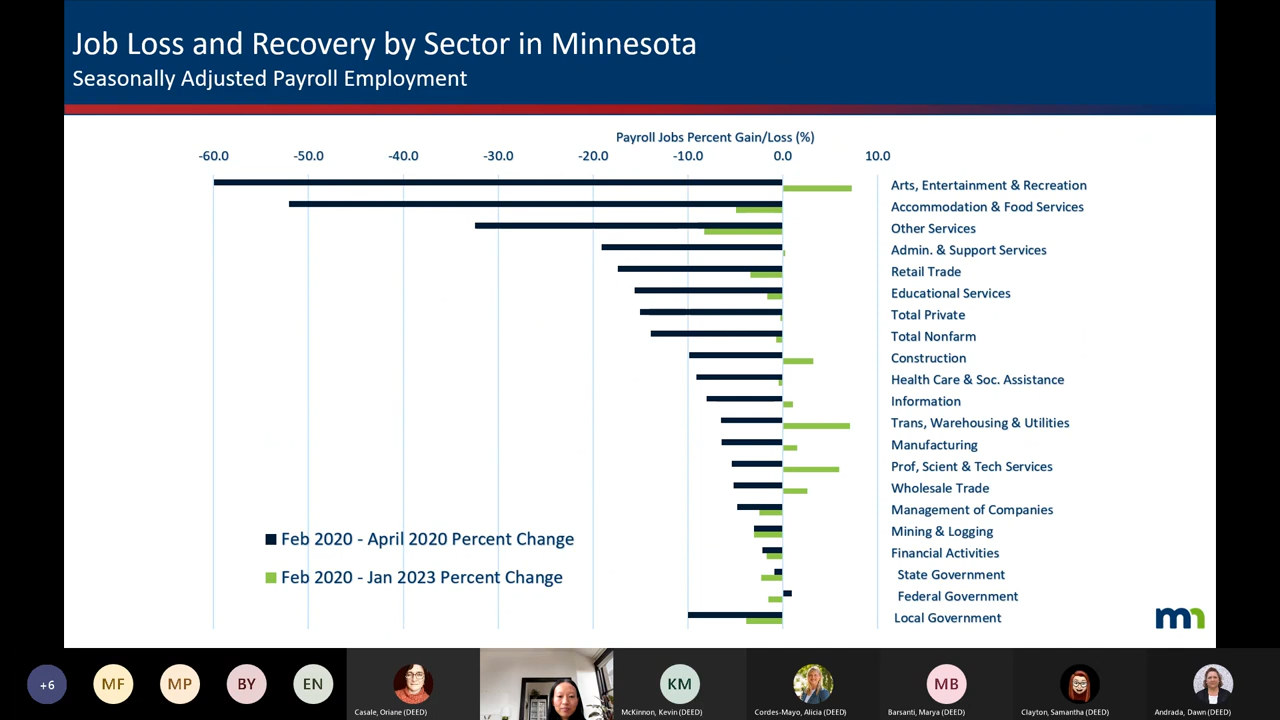 Job Loss and Recovery by Sector in Minnesota
Seasonally Adjusted Payroll Employment
Payroll Jobs Percent Gain/Loss (%)
-60.0 -50.0 -40.0 -30.0 -20.0 -10.0 0.0 10.0
Arts, Entertainment & Recreation
Accommodation & Food Services
Other Services
Admin. & Support Services
Retail Trade
Educational Services
Total Private
Total Nonfarm
Construction
Health Care & Soc. Assistance
Information
Trans, Warehousing & Utilities
Manufacturing
Prof, Scient & Tech Services
Wholesale Trade
Management of Companies
Mining & Logging
Financial Activities
State Government
Federal Government
Local Government
Feb 2020 - April 2020 Percent Change
Feb 2020 - Jan 2023 Percent Change
mn
+6 MF MP BY EN KM MB
Casale, Oriane (DEED) McKinnon, Kevin (DEED) Cordes-Mayo, Alicia (DEED) Barsanti, Marya (DEED) Clayton, Samantha (DEED) Andrada, Dawn (DEED)